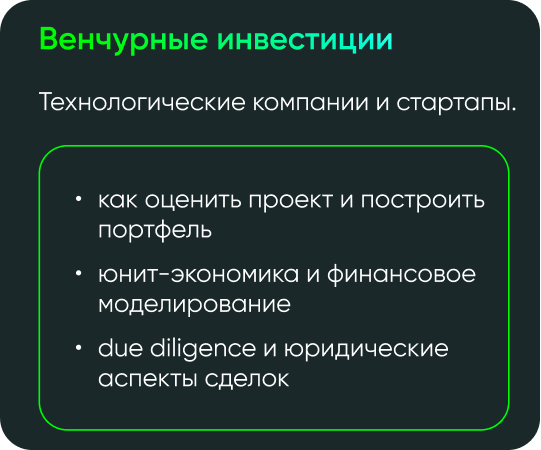 Венчурные инвестиции
Технологические компании и стартапы.
• как оценить проект и построить
портфель
• юнит-экономика и финансовое
моделирование
• due diligence и юридические
аспекты сделок